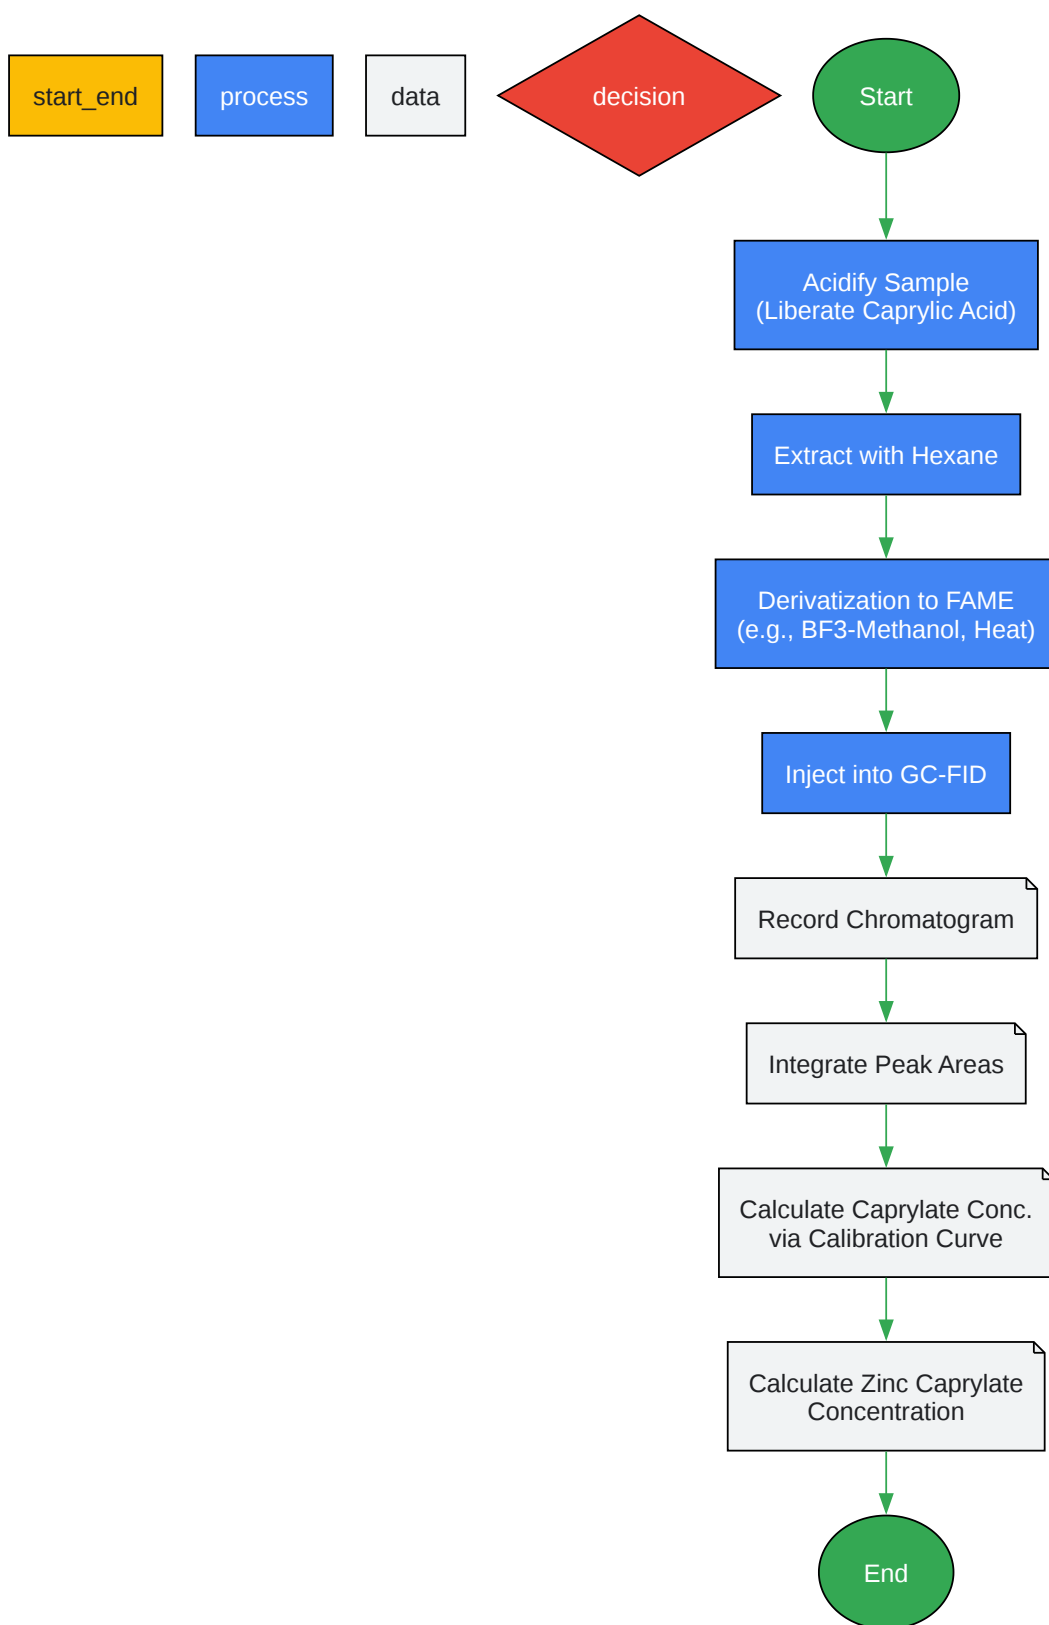 start_end
process
data
decision
Start
Acidify Sample
(Liberate Caprylic Acid)
Extract with Hexane
Derivatization to FAME
(e.g., BF3-Methanol, Heat)
Inject into GC-FID
Record Chromatogram
Integrate Peak Areas
Calculate Caprylate Conc.
via Calibration Curve
Calculate Zinc Caprylate
Concentration
End